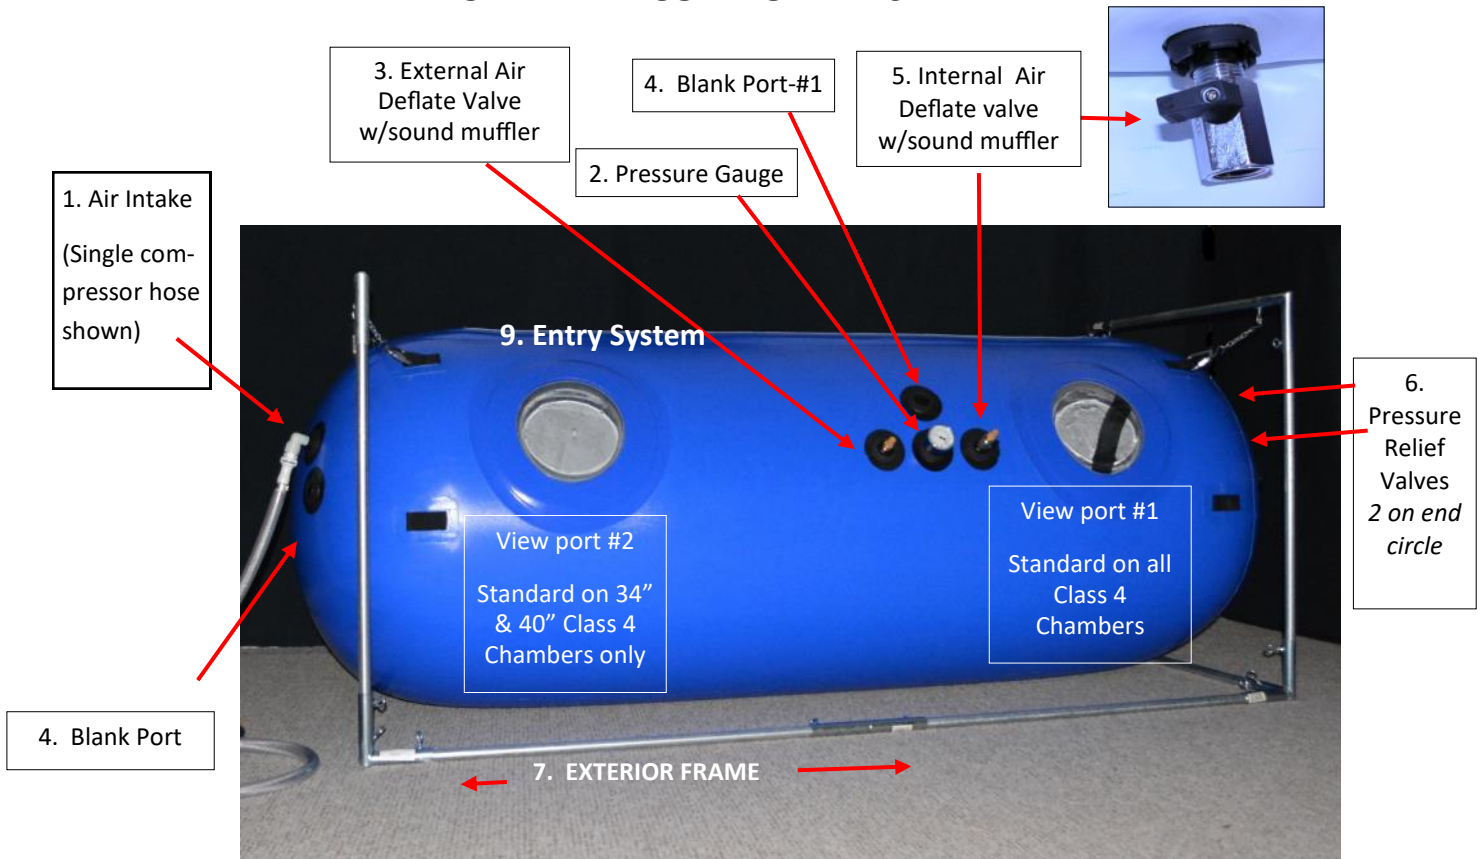 3. External Air
Deflate Valve
w/sound muffler
4. Blank Port-#1
5. Internal Air
Deflate valve
w/sound muffler
2. Pressure Gauge
1. Air Intake
(Single com-
pressor hose
shown)
9. Entry System
6.
Pressure
Relief
Valves
2 on end
circle
View port #2
Standard on 34”
& 40” Class 4
Chambers only
View port #1
Standard on all
Class 4
Chambers
4. Blank Port
7. EXTERIOR FRAME